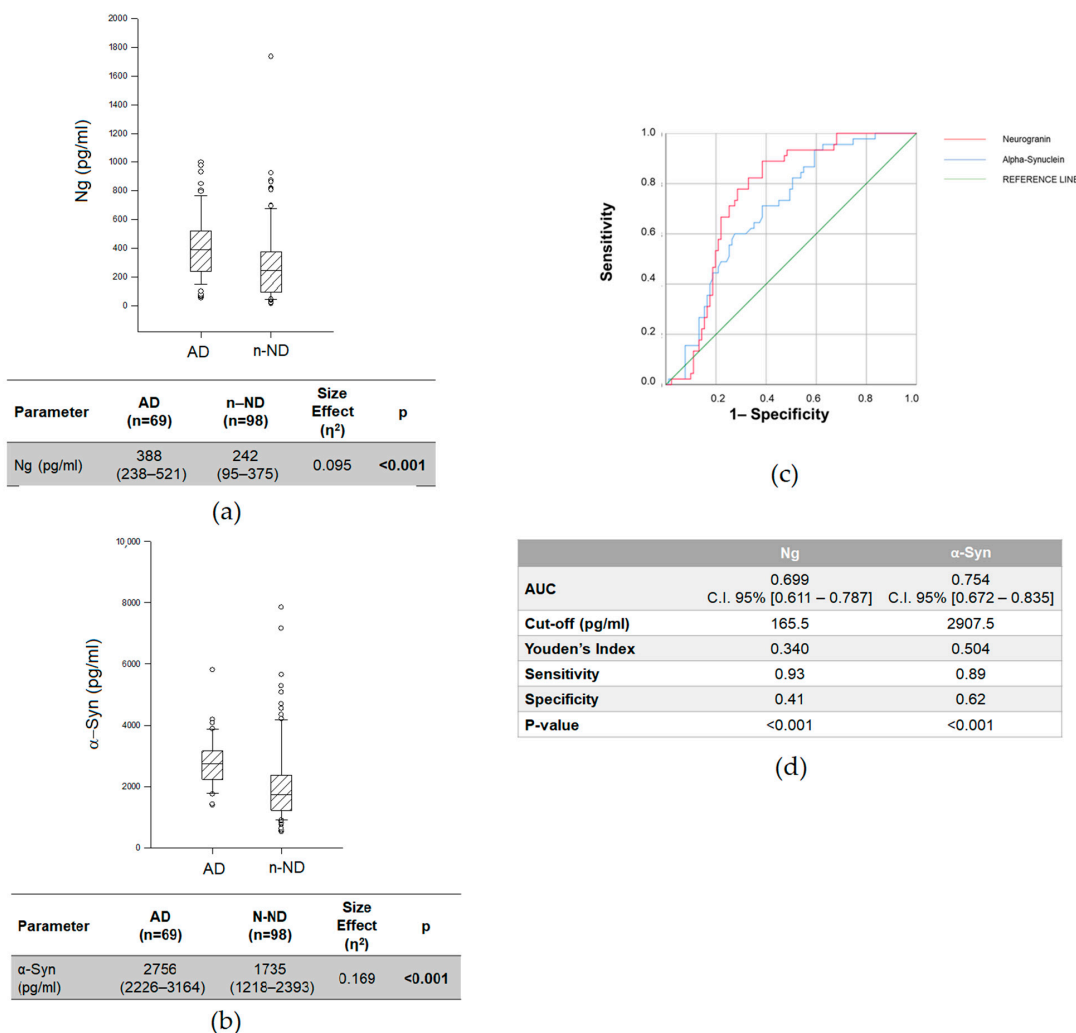 2000
1800
1600
1400
1200
1000
800
600
400
200
0
Ng (pg/ml)
AD n-ND
Parameter AD (n=69) n–ND (n=98) Size Effect (η²) p
Ng (pg/ml) 388 (238–521) 242 (95–375) 0.095 <0.001
(a)
10,000
8000
6000
4000
2000
0
α–Syn (pg/ml)
AD n-ND
Parameter AD (n=69) N-ND (n=98) Size Effect (η²) p
α-Syn (pg/ml) 2756 (2226–3164) 1735 (1218–2393) 0.169 <0.001
(b)
Neurogranin
Alpha-Synuclein
REFERENCE LINE
1.0
0.8
0.6
0.4
0.2
0.0
Sensitivity
0.2 0.4 0.6 0.8 1.0
1– Specificity
(c)
Ng α-Syn
AUC 0.699 0.754
C.I. 95% [0.611 – 0.787] C.I. 95% [0.672 – 0.835]
Cut-off (pg/ml) 165.5 2907.5
Youden's Index 0.340 0.504
Sensitivity 0.93 0.89
Specificity 0.41 0.62
P-value <0.001 <0.001
(d)